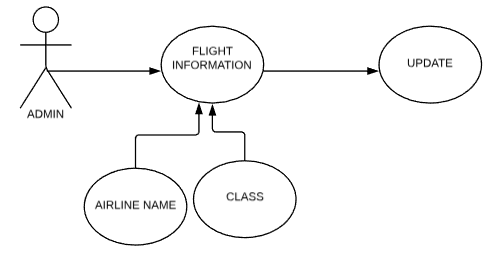 FLIGHT
INFORMATION
UPDATE
ADMIN
AIRLINE NAME
CLASS